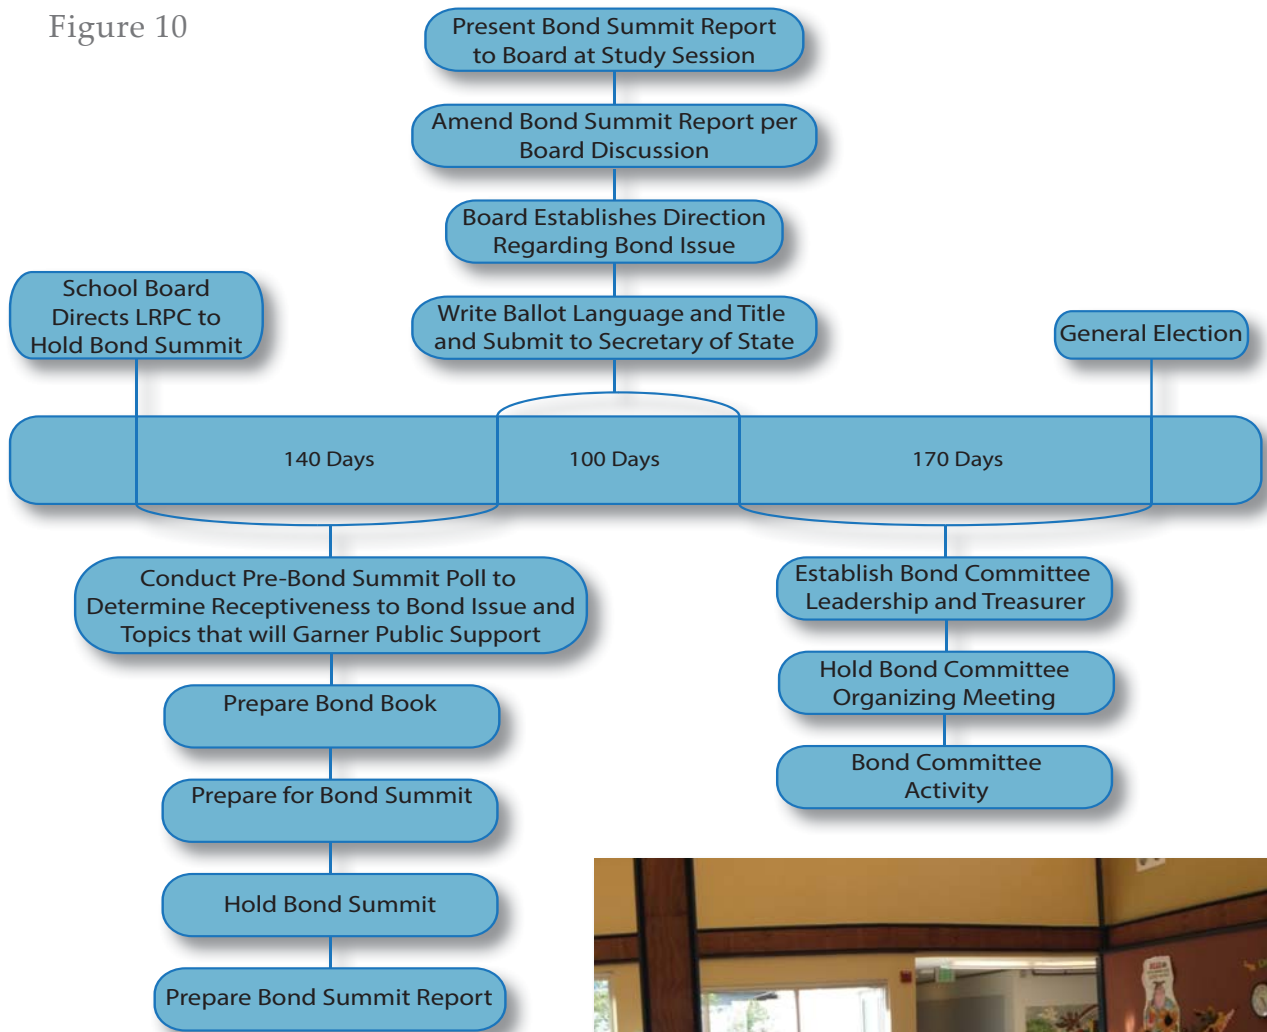 Figure 10
Present Bond Summit Report
to Board at Study Session
Amend Bond Summit Report per
Board Discussion
Board Establishes Direction
Regarding Bond Issue
Write Ballot Language and Title
and Submit to Secretary of State
School Board
Directs LRPC to
Hold Bond Summit
General Election
140 Days
100 Days
170 Days
Conduct Pre-Bond Summit Poll to
Determine Receptiveness to Bond Issue and
Topics that will Garner Public Support
Prepare Bond Book
Prepare for Bond Summit
Hold Bond Summit
Prepare Bond Summit Report
Establish Bond Committee
Leadership and Treasurer
Hold Bond Committee
Organizing Meeting
Bond Committee
Activity